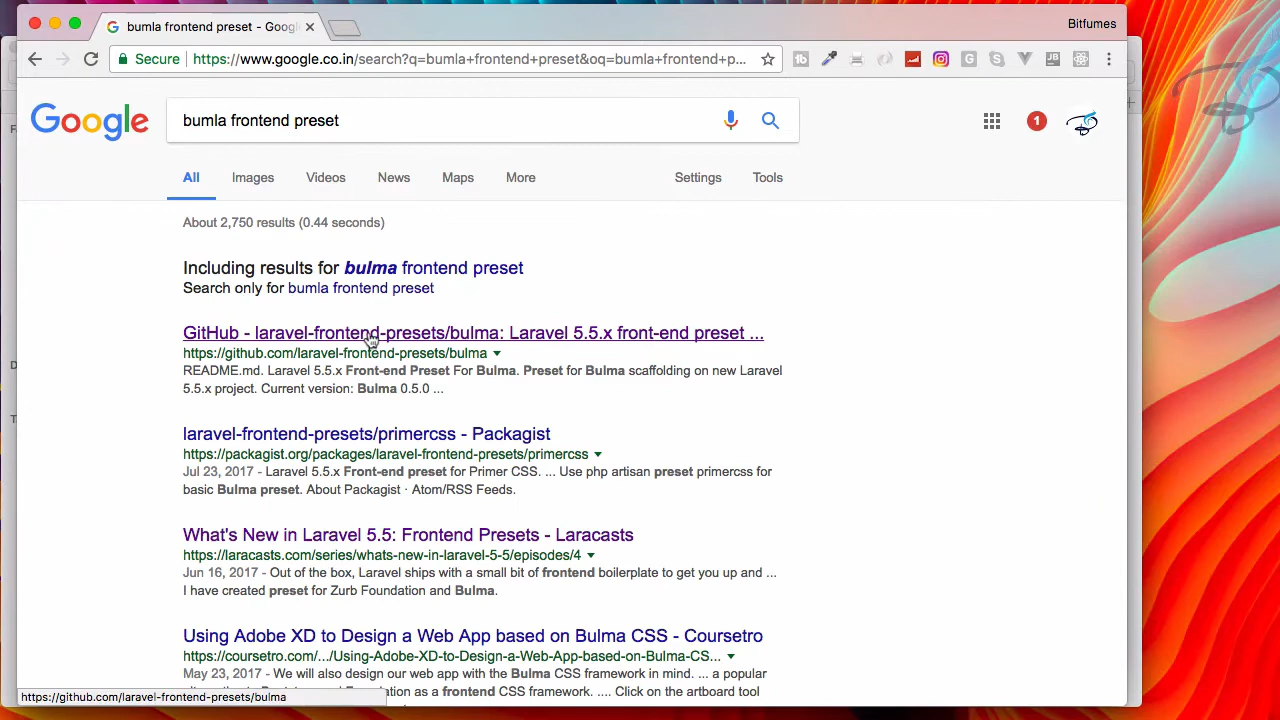 bumla frontend preset - Googl
Bitfumes
Secure
https://www.google.co.in/search?q=bumla+frontend+preset&oq=bumla+frontend+p...
Google
bumla frontend preset
1
All
Images
Videos
News
Maps
More
Settings
Tools
About 2,750 results (0.44 seconds)
Including results for bulma frontend preset
Search only for bumla frontend preset
GitHub - laravel-frontend-presets/bulma: Laravel 5.5.x front-end preset ...
https://github.com/laravel-frontend-presets/bulma
README.md. Laravel 5.5.x Front-end Preset For Bulma. Preset for Bulma scaffolding on new Laravel
5.5.x project. Current version: Bulma 0.5.0 ...
laravel-frontend-presets/primercss - Packagist
https://packagist.org/packages/laravel-frontend-presets/primercss
Jul 23, 2017 - Laravel 5.5.x Front-end preset for Primer CSS. ... Use php artisan preset primercss for
basic Bulma preset. About Packagist · Atom/RSS Feeds.
What's New in Laravel 5.5: Frontend Presets - Laracasts
https://laracasts.com/series/whats-new-in-laravel-5-5/episodes/4
Jun 16, 2017 - Out of the box, Laravel ships with a small bit of frontend boilerplate to get you up and ...
I have created preset for Zurb Foundation and Bulma.
Using Adobe XD to Design a Web App based on Bulma CSS - Coursetro
https://coursetro.com/.../Using-Adobe-XD-to-Design-a-Web-App-based-on-Bulma-CS...
May 23, 2017 - We will also design our web app with the Bulma CSS framework in mind. ... a popular
ation as a frontend CSS framework. .... Click on the artboard tool
https://github.com/laravel-frontend-presets/bulma